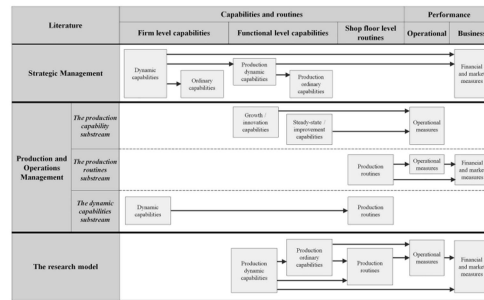 Literature
Capabilities and routines
Performance
Firm level capabilities
Functional level capabilities
Shop floor level
routines
Operational
Business
Strategic Management
Dynamic
capabilities
Ordinary
capabilities
Production
dynamic
capabilities
Production
ordinary
capabilities
Financial
and market
measures
Production and
Operations
Management
The production
capability
substream
Growth /
innovation
capabilities
Steady-state /
improvement
capabilities
Operational
measures
The production
routines
substream
Production
routines
Operational
measures
Financial
and market
measures
The dynamic
capabilities
substream
Dynamic
capabilities
Production
routines
The research model
Production
dynamic
capabilities
Production
ordinary
capabilities
Production
routines
Operational
measures
Financial
and market
measures